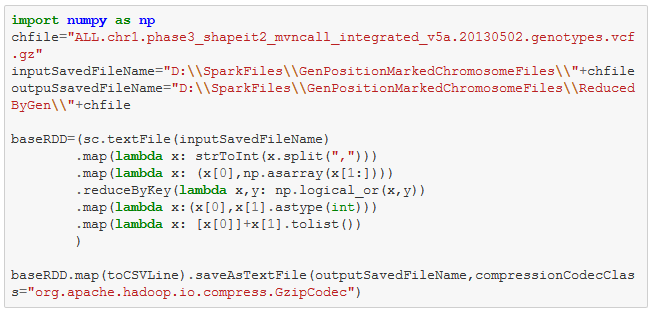 import numpy as np
chfile="ALL.chr1.phase3_shapeit2_mvncall_integrated_v5a.20130502.genotypes.vcf
.gz"
inputSavedFileName="D:\\SparkFiles\\GenPositionMarkedChromosomeFiles\\"+chfile
outpuSsavedFileName="D:\\SparkFiles\\GenPositionMarkedChromosomeFiles\\Reduced
ByGen\\"+chfile
baseRDD=(sc.textFile(inputSavedFileName)
.map(lambda x: strToInt(x.split(",")))
.map(lambda x: (x[0],np.asarray(x[1:])))
.reduceByKey(lambda x,y: np.logical_or(x,y))
.map(lambda x:(x[0],x[1].astype(int)))
.map(lambda x: [x[0]]+x[1].tolist())
)
baseRDD.map(toCSVLine).saveAsTextFile(outputSavedFileName,compressionCodecClas
s="org.apache.hadoop.io.compress.GzipCodec")